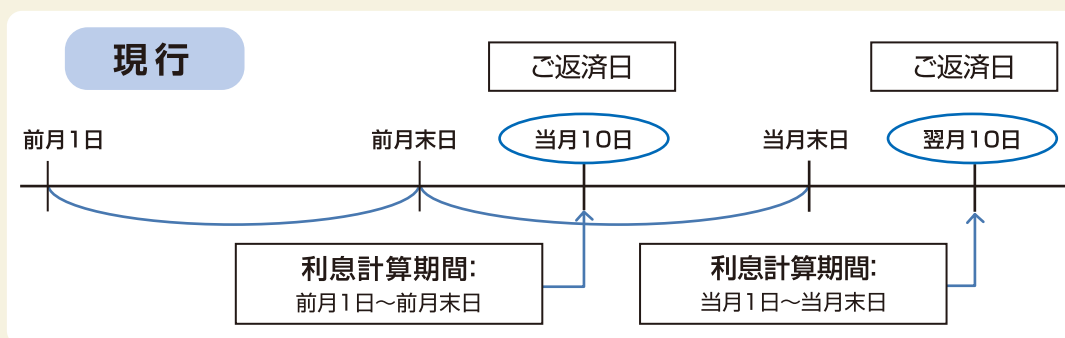 現行
ご返済日
ご返済日
前月1日
前月末日
当月10日
当月末日
翌月10日
利息計算期間:
前月1日～前月末日
利息計算期間:
当月1日～当月末日